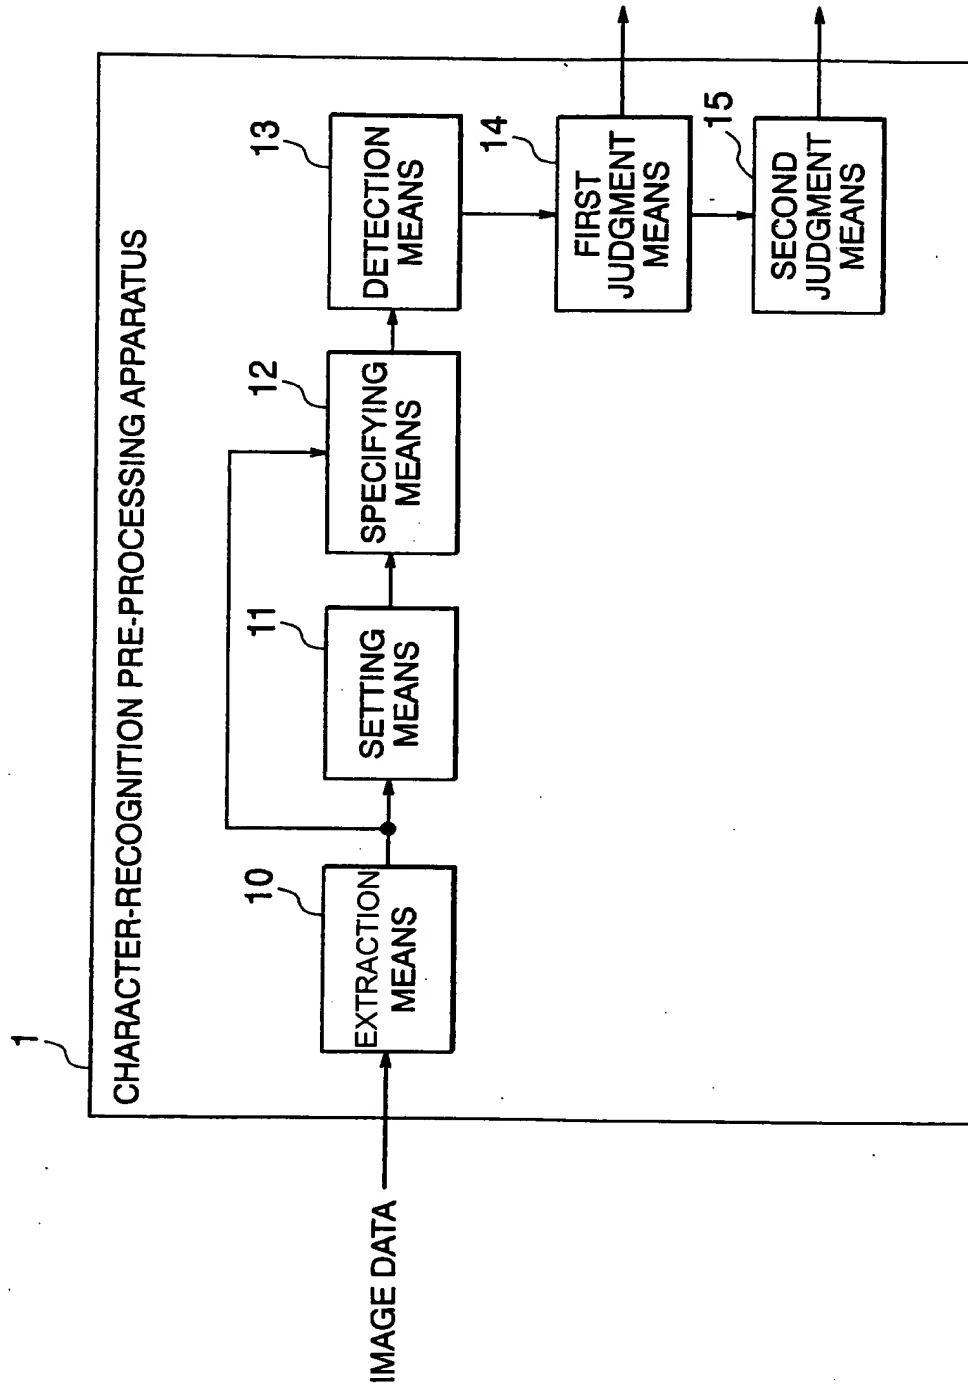 1
CHARACTER-RECOGNITION PRE-PROCESSING APPARATUS
IMAGE DATA
10
EXTRACTION
MEANS
11
SETTING
MEANS
12
SPECIFYING
MEANS
13
DETECTION
MEANS
14
FIRST
JUDGMENT
MEANS
15
SECOND
JUDGMENT
MEANS